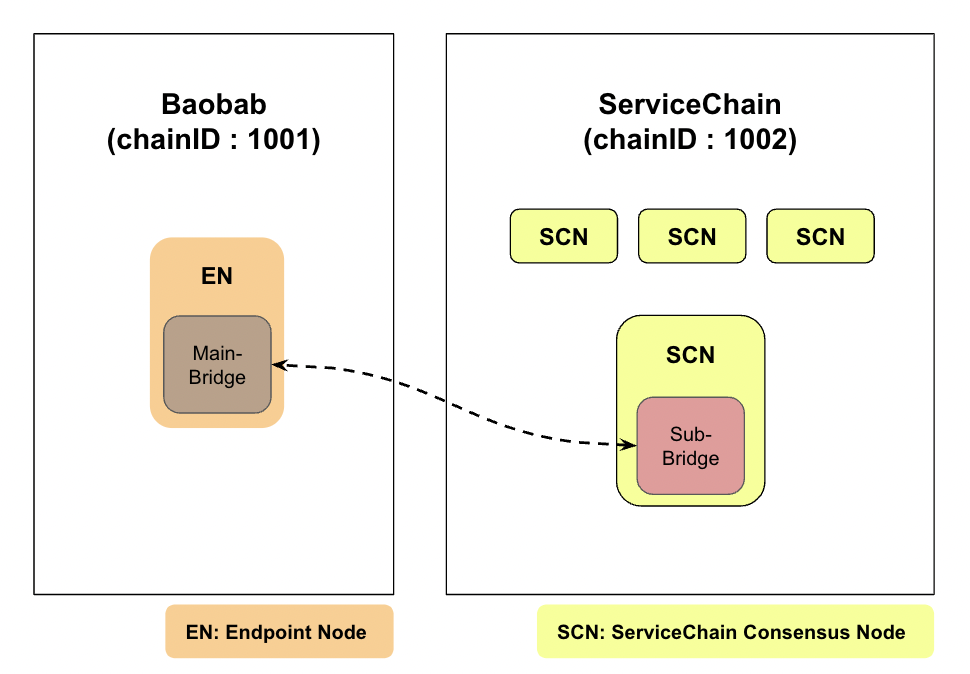 Baobab
(chainID : 1001)
EN
Main-
Bridge
EN: Endpoint Node
ServiceChain
(chainID : 1002)
SCN
SCN
SCN
SCN
Sub-
Bridge
SCN: ServiceChain Consensus Node